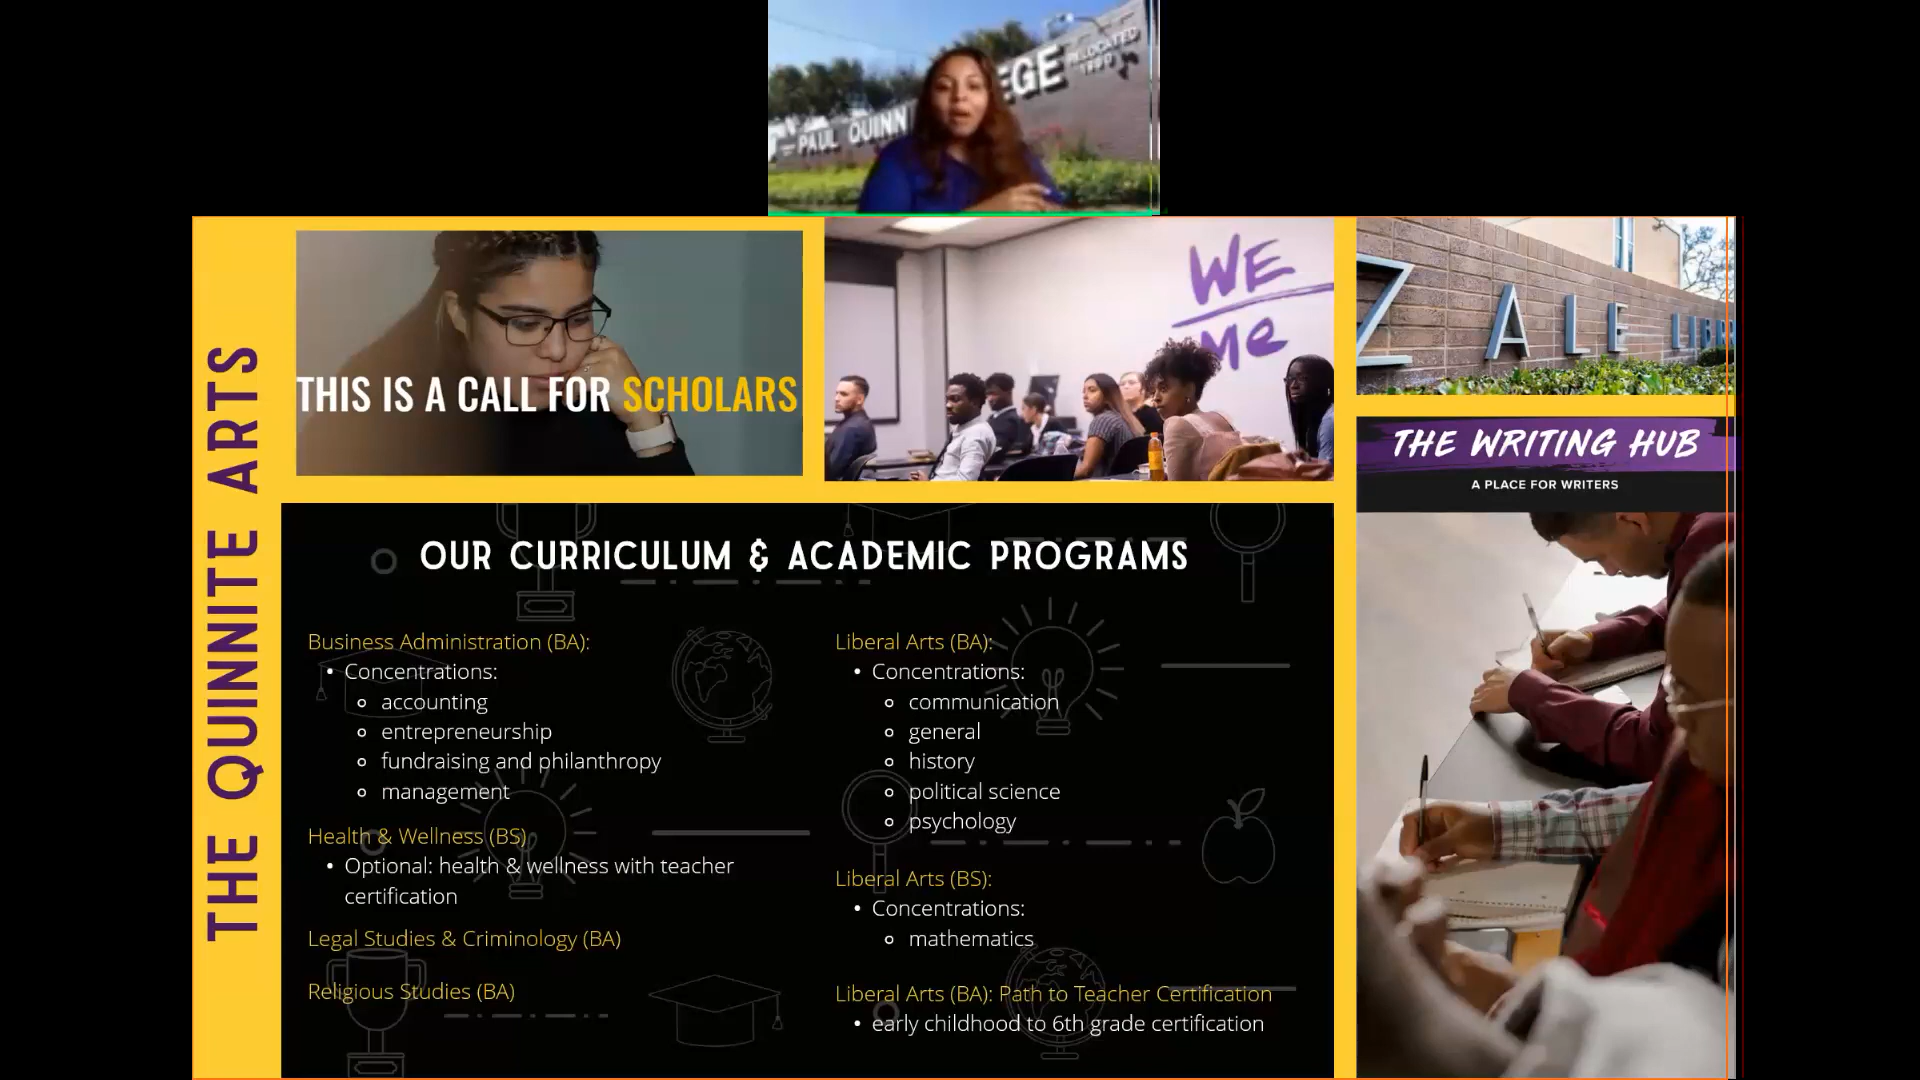 PAUL QUINN
EGE
RELOCATED
1990
THE QUINNITE ARTS
THIS IS A CALL FOR SCHOLARS
WE
Me
ZALE LIBR
THE WRITING HUB
A PLACE FOR WRITERS
OUR CURRICULUM & ACADEMIC PROGRAMS
Business Administration (BA):
• Concentrations:
accounting
entrepreneurship
fundraising and philanthropy
management
Health & Wellness (BS)
• Optional: health & wellness with teacher
certification
Legal Studies & Criminology (BA)
Religious Studies (BA)
Liberal Arts (BA):
• Concentrations:
communication
general
history
political science
psychology
Liberal Arts (BS):
• Concentrations:
mathematics
Liberal Arts (BA): Path to Teacher Certification
• early childhood to 6th grade certification